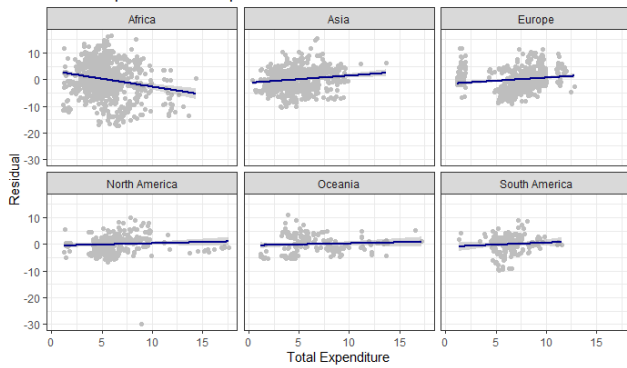 Africa Asia Europe
10
0
-10
-20
-30
North America Oceania South America
10
0
-10
-20
-30
0 5 10 15 0 5 10 15 0 5 10 15
Residual
Total Expenditure